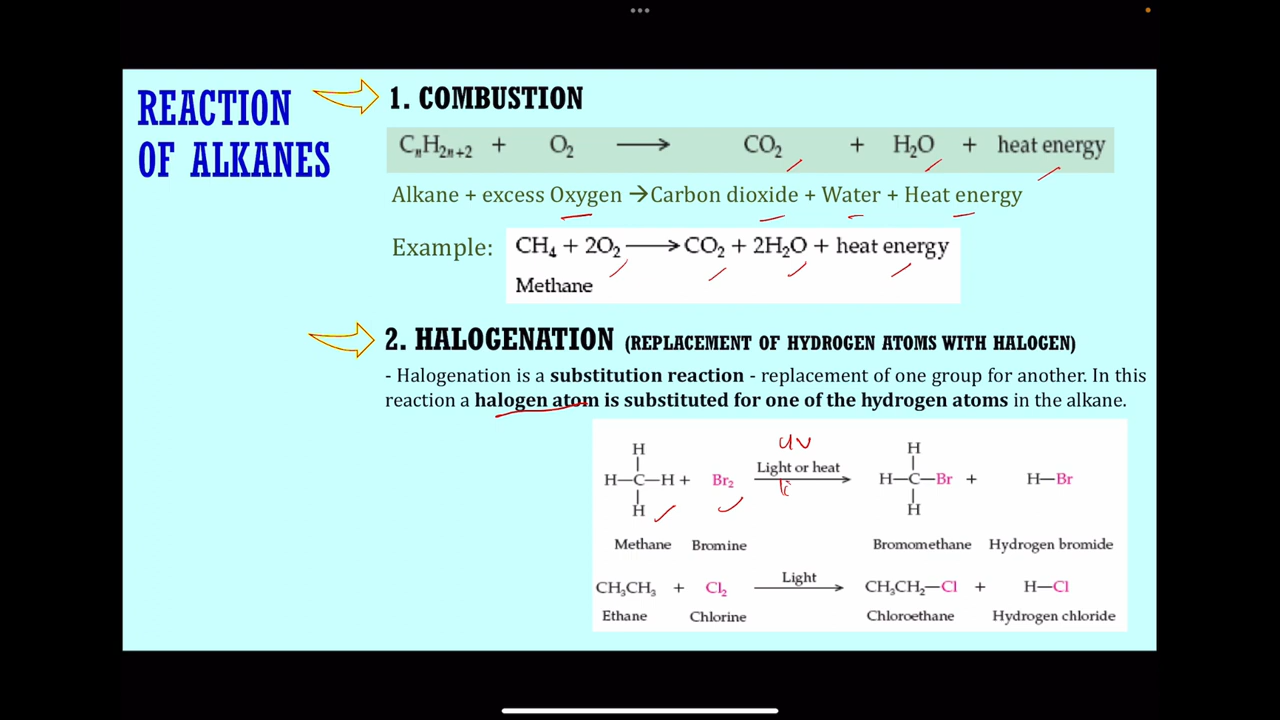 REACTION
OF ALKANES
1. COMBUSTION
CₙH₂ₙ₊₂ + O₂ ⟶ CO₂ + H₂O + heat energy
Alkane + excess Oxygen →Carbon dioxide + Water + Heat energy
Example: CH₄ + 2O₂ ⟶ CO₂ + 2H₂O + heat energy
Methane
2. HALOGENATION (REPLACEMENT OF HYDROGEN ATOMS WITH HALOGEN)
- Halogenation is a substitution reaction - replacement of one group for another. In this
reaction a halogen atom is substituted for one of the hydrogen atoms in the alkane.
uv
H H
Light or heat
H—C—H + Br₂ ⟶ H—C—Br + H—Br
H H
Methane Bromine Bromomethane Hydrogen bromide
Light
CH₃CH₃ + Cl₂ ⟶ CH₃CH₂—Cl + H—Cl
Ethane Chlorine Chloroethane Hydrogen chloride